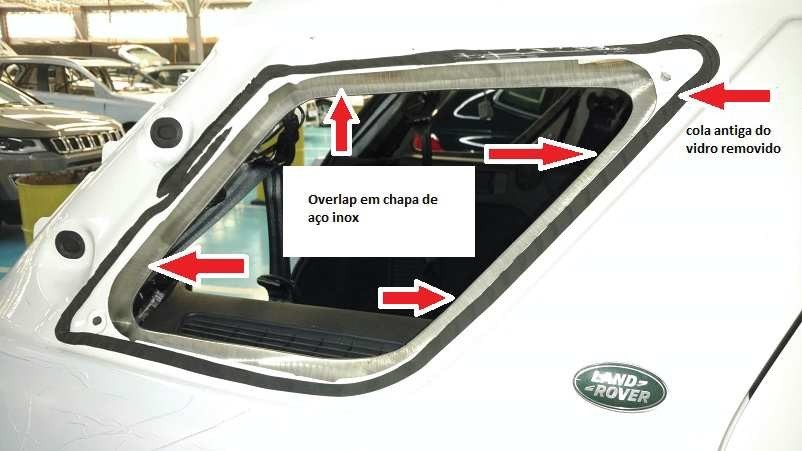 cola antiga do
vidro removido
Overlap em chapa de
aço inox
LAND
ROVER